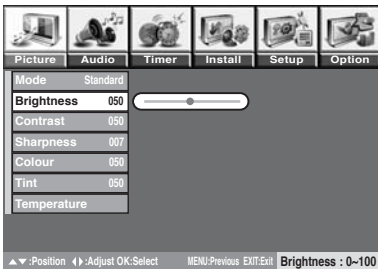 Picture Audio Timer Install Setup Option
Mode Standard
Brightness 050
Contrast 050
Sharpness 007
Colour 050
Tint 050
Temperature
▲▼:Position ◀▶:Adjust OK:Select MENU:Previous EXIT:Exit Brightness : 0~100